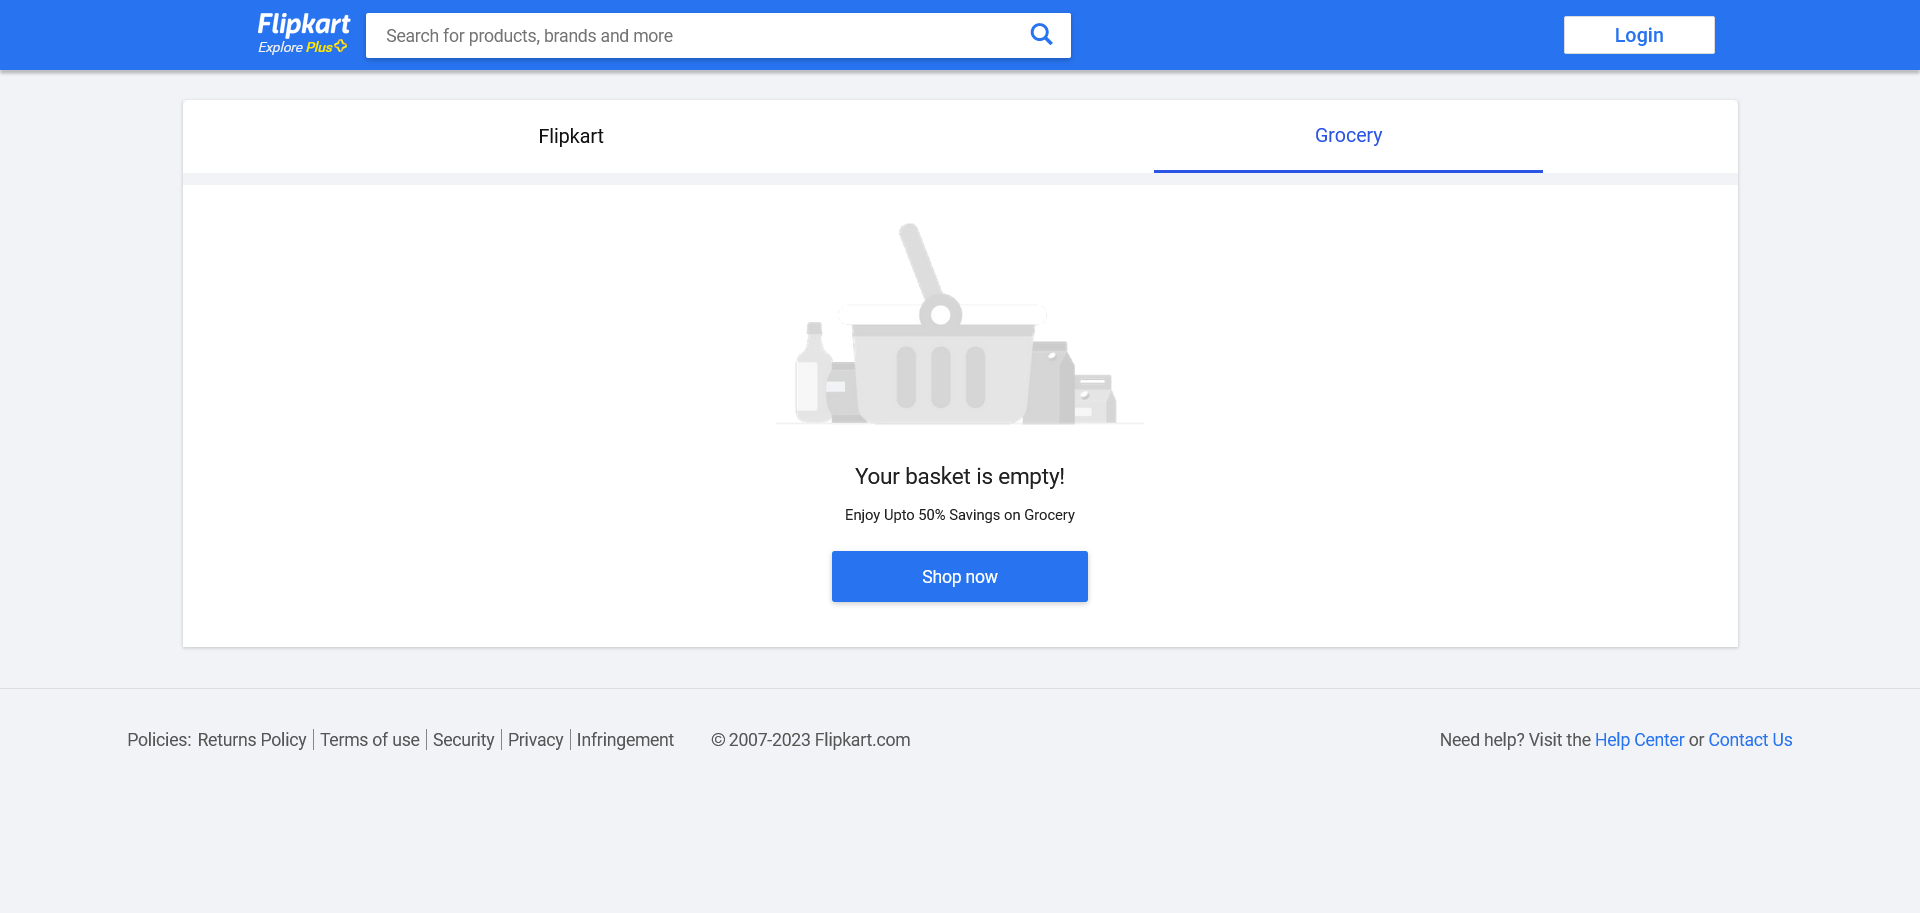 Flipkart
Explore Plus
Search for products, brands and more
Login
Flipkart
Grocery
Your basket is empty!
Enjoy Upto 50% Savings on Grocery
Shop now
Policies: Returns Policy Terms of use Security Privacy Infringement © 2007-2023 Flipkart.com Need help? Visit the Help Center or Contact Us